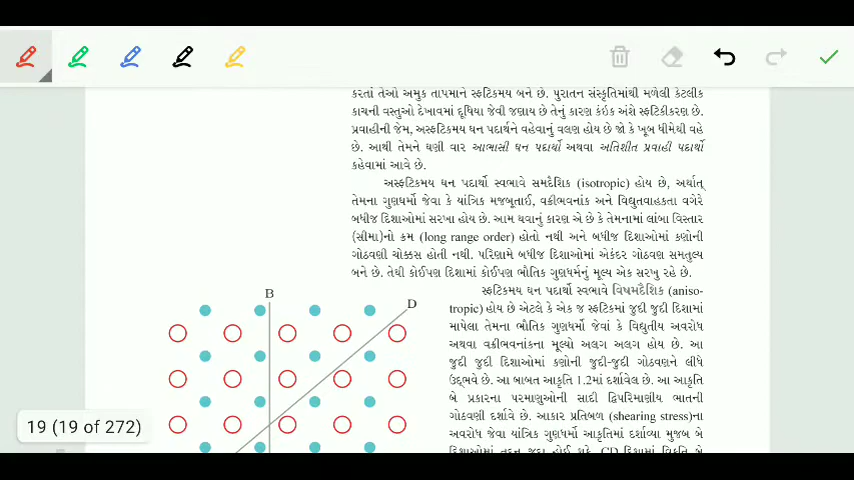 કરતાં તેઓ અમુક તાપમાને સ્ફટિકમય બને છે. પુરાતન સંસ્કૃતિમાંથી મળેલી કેટલીક
કાચની વસ્તુઓ દેખાવમાં દૂધિયા જેવી જણાય છે તેનું કારણ કંઇક અંશે સ્ફટિકીકરણ છે.
પ્રવાહીની જેમ, અસ્ફટિકમય ઘન પદાર્થને વહેવાનું વલણ હોય છે જો કે ખૂબ ધીમેથી વહે
છે. આથી તેમને ઘણી વાર આભાસી ઘન પદાર્થો અથવા અતિશીત પ્રવાહી પદાર્થો
કહેવામાં આવે છે.
અસ્ફટિકમય ઘન પદાર્થો સ્વભાવે સમદૈશિક (isotropic) હોય છે, અર્થાત્
તેમના ગુણધર્મો જેવા કે યાંત્રિક મજબૂતાઈ, વક્રીભવનાંક અને વિદ્યુતવાહકતા વગેરે
બધીજ દિશાઓમાં સરખા હોય છે. આમ થવાનું કારણ એ છે કે તેમનામાં લાંબા વિસ્તાર
(સીમા)નો ક્રમ (long range order) હોતો નથી અને બધીજ દિશાઓમાં કણોની
ગોઠવણી ચોક્કસ હોતી નથી. પરિણામે બધીજ દિશાઓમાં એકંદર ગોઠવણ સમતુલ્ય
બને છે. તેથી કોઈપણ દિશામાં કોઈપણ ભૌતિક ગુણધર્મનું મૂલ્ય એક સરખુ રહે છે.
સ્ફટિકમય ઘન પદાર્થો સ્વભાવે વિષમદૈશિક (aniso-
tropic) હોય છે એટલે કે એક જ સ્ફટિકમાં જુદી જુદી દિશામાં
માપેલા તેમના ભૌતિક ગુણધર્મો જેવાં કે વિદ્યુતીય અવરોધ
અથવા વક્રીભવનાંકના મૂલ્યો અલગ અલગ હોય છે. આ
જુદી જુદી દિશાઓમાં કણોની જુદી-જુદી ગોઠવણને લીધે
ઉદ્ભવે છે. આ બાબત આકૃતિ 1.2માં દર્શાવેલ છે. આ આકૃતિ
બે પ્રકારના પરમાણુઓની સાદી દ્વિપરિમાણીય ભાતની
ગોઠવણી દર્શાવે છે. આકાર પ્રતિબળ (shearing stress)ના
અવરોધ જેવા યાંત્રિક ગુણધર્મો આકૃતિમાં દર્શાવ્યા મુજબ બે
દિશાઓમાં તદ્દન જુદા હોઈ શકે. CD દિશામાં વિકૃતિ બે
B
D
19 (19 of 272)